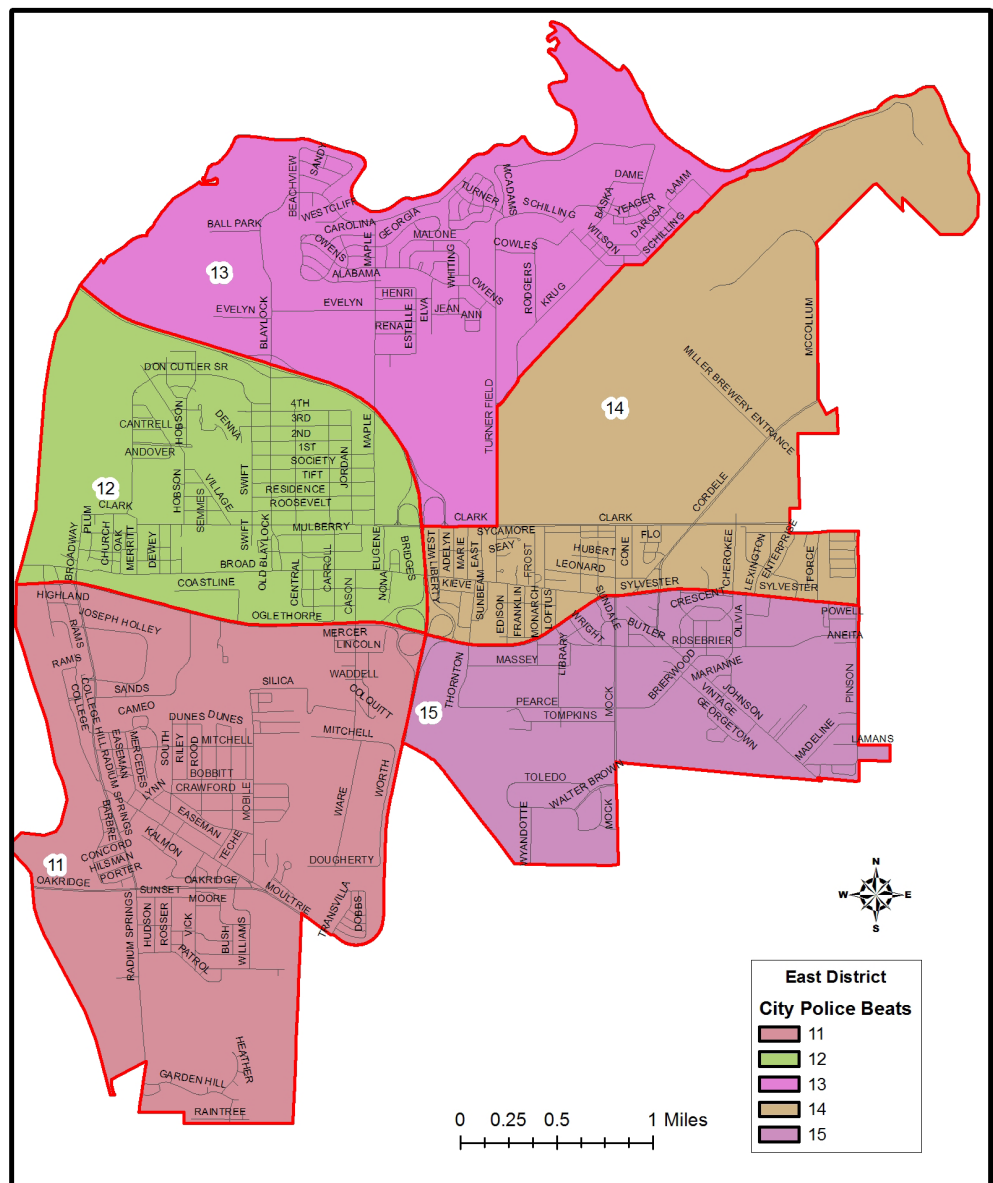 SANDY
BEACHVIEW
WESTCLIFF
BALL PARK
CAROLINA
GEORGIA
TURNER
MCADAMS
SCHILLING
DAME
BASKA
YEAGER
LAMM
DAROSA
WILSON
SCHILLING
OWENS
MAPLE
MALONE
WHITING
COWLES
13
ALABAMA
HENRI
ELVA
JEAN
ANN
OWENS
RODGERS
KRUG
EVELYN
EVELYN
BLAYLOCK
RENA
ESTELLE
MCCOLLUM
MILLER BREWERY ENTRANCE
TURNER FIELD
14
DON CUTLER SR
4TH
3RD
2ND
1ST
SOCIETY
TIFT
RESIDENCE
ROOSEVELT
DENNA
HOBSON
CANTRELL
ANDOVER
MAPLE
JORDAN
SWIFT
VILLAGE
SEMMES
HOBSON
12
CLARK
PLUM
CHURCH
OAK
MERRITT
DEWEY
SWIFT
OLD BLAYLOCK
MULBERRY
EUGENE
BRIDGES
BROADWAY
BROAD
COASTLINE
CENTRAL
CARROLL
CASON
NONA
OGLETHORPE
CORDELE
CLARK
CLARK
SYCAMORE
WEST
LIBERTY
ADELYN
MARIE
EAST
SEAY
FROST
HUBERT
LEONARD
CONE
FLO
CHEROKEE
LEXINGTON
ENTERPRISE
FORCE
KIEVE
SUNBEAM
EDISON
FRANKLIN
MONARCH
LOFTUS
SYLVESTER
SYLVESTER
CRESCENT
SUNDALE
WRIGHT
BUTLER
ROSEBRIER
OLIVIA
POWELL
ANEITA
HIGHLAND
JOSEPH HOLLEY
RAMS
RAMS
MERCER
LINCOLN
WADDELL
COLQUITT
SANDS
SILICA
CAMEO
COLLEGE
COLLEGE HILL
DUNES
DUNES
MITCHELL
MITCHELL
THORNTON
MASSEY
LIBRARY
MOCK
BRIERWOOD
MARIANNE
JOHNSON
VINTAGE
GEORGETOWN
PINSON
15
PEARCE
TOMPKINS
MADELINE
LAMANS
EASEMAN
MERCEDES
SOUTH
RILEY
ROOD
BOBBITT
CRAWFORD
MOBILE
LYNN
RADIUM SPRINGS
BARBRE
EASEMAN
KALMON
TECHE
WARE
WORTH
TOLEDO
WALTER BROWN
WYANDOTTE
MOCK
11
CONCORD
HILSMAN
PORTER
OAKRIDGE
OAKRIDGE
SUNSET
MOORE
MOULTRIE
DOUGHERTY
TRANSVILLA
DOBBS
RADIUM SPRINGS
HUDSON
ROSSER
VICK
BUSH
WILLIAMS
PATROL
HEATHER
GARDEN HILL
RAINTREE
N
W
E
S
East District
City Police Beats
11
12
13
14
15
0 0.25 0.5 1 Miles